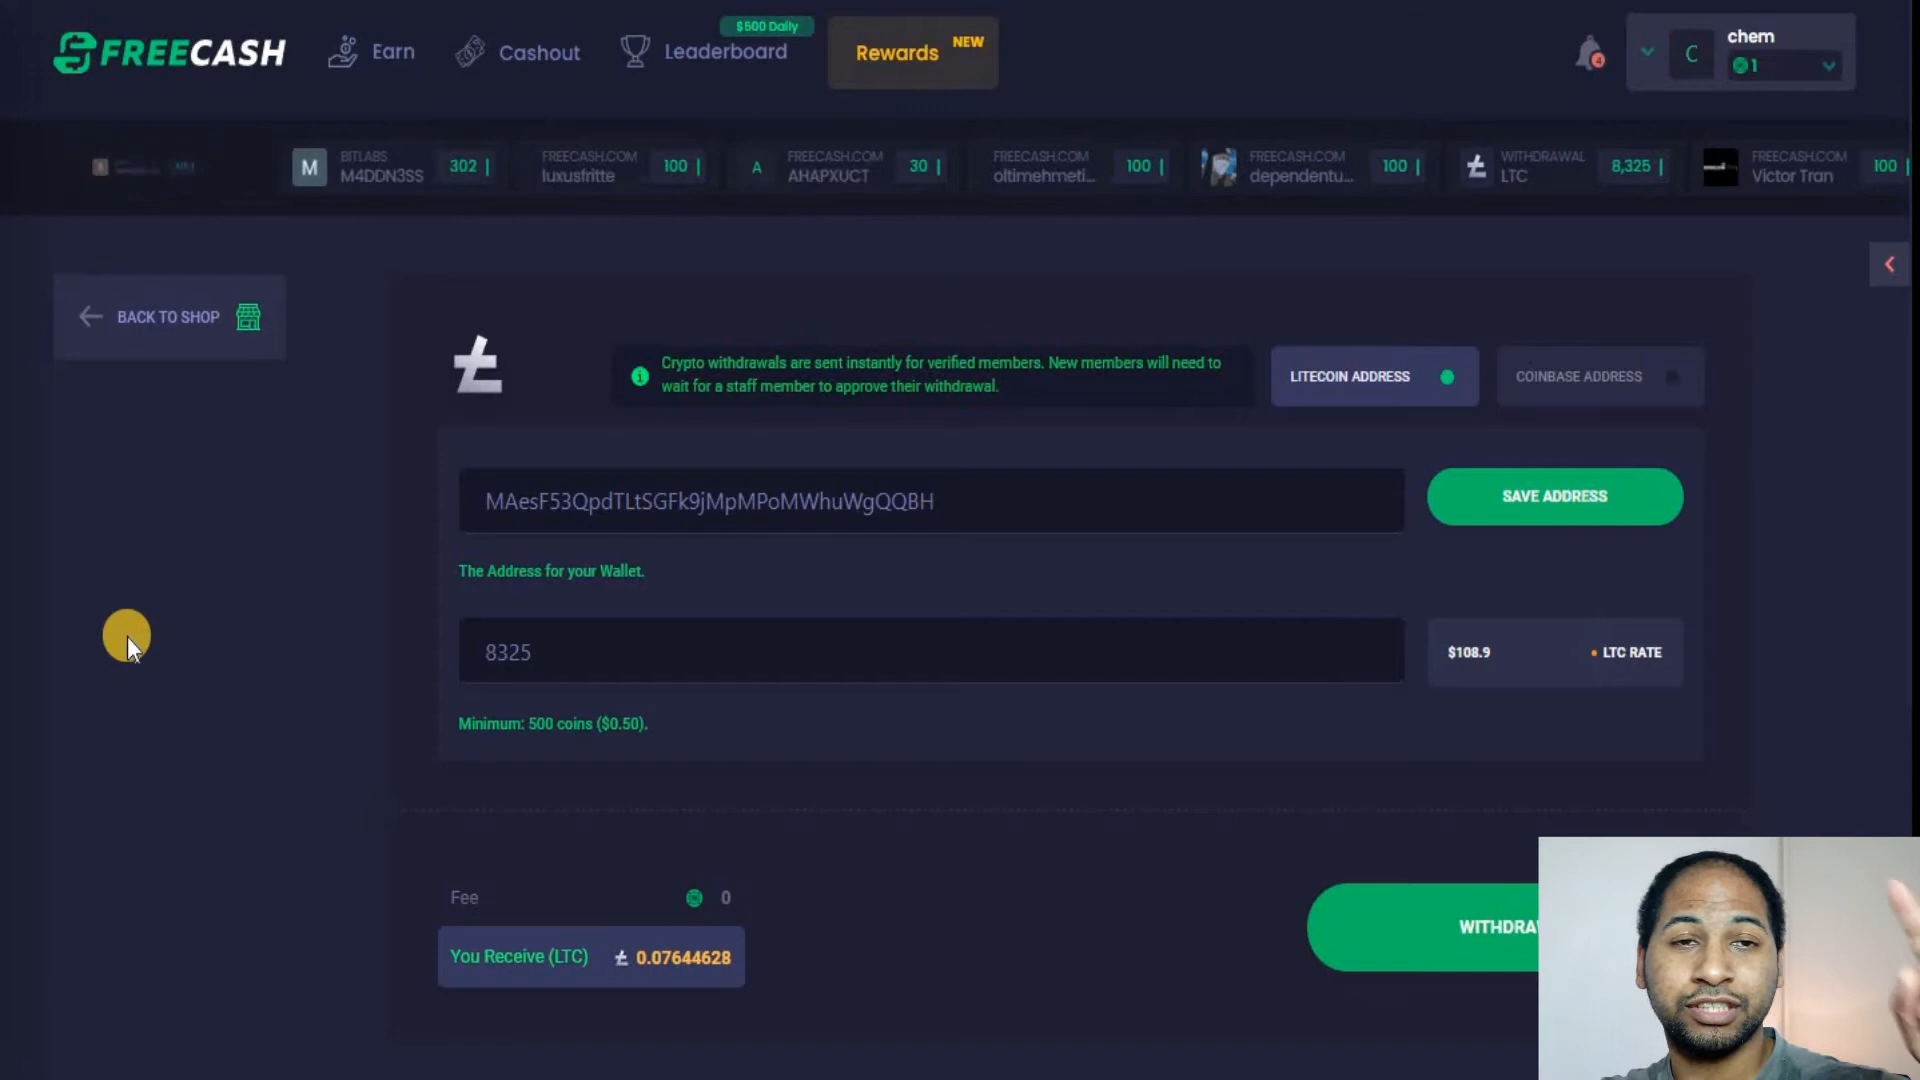 $500 Daily
FREECASH Earn Cashout Leaderboard Rewards NEW
chem
C 1
4
BITLABS
M M4DDN3SS 302
FREECASH.COM
luxusfritte 100
FREECASH.COM
A AHAPXUCT 30
FREECASH.COM
oltimehmeti... 100
FREECASH.COM
dependentu... 100
WITHDRAWAL
LTC 8,325
FREECASH.COM
Victor Tran 100
BACK TO SHOP
Crypto withdrawals are sent instantly for verified members. New members will need to
wait for a staff member to approve their withdrawal.
LITECOIN ADDRESS
COINBASE ADDRESS
MAesF53QpdTLtSGFk9jMpMPoMWhuWgQQBH
SAVE ADDRESS
The Address for your Wallet.
8325
$108.9 • LTC RATE
Minimum: 500 coins ($0.50).
Fee 0
You Receive (LTC) 0.07644628
WITHDRA